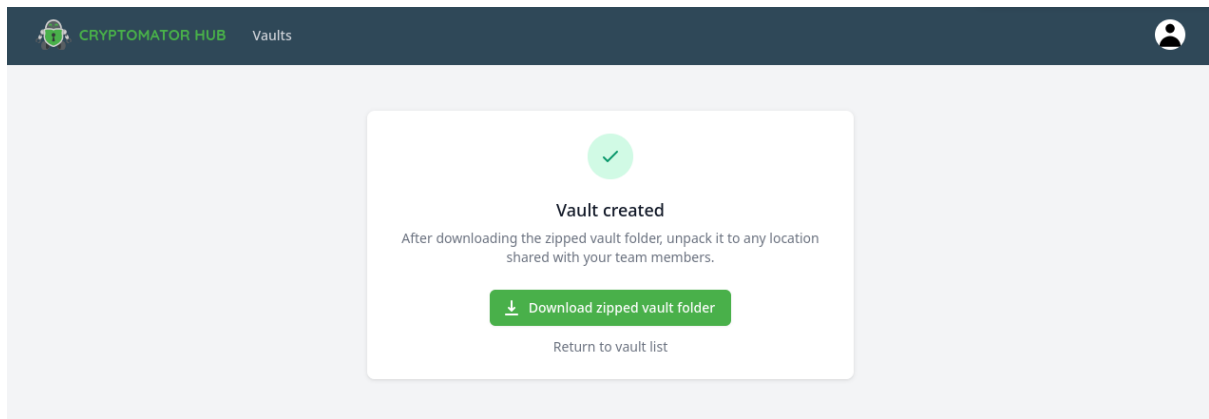 CRYPTOMATOR HUB Vaults
Vault created
After downloading the zipped vault folder, unpack it to any location
shared with your team members.
Download zipped vault folder
Return to vault list